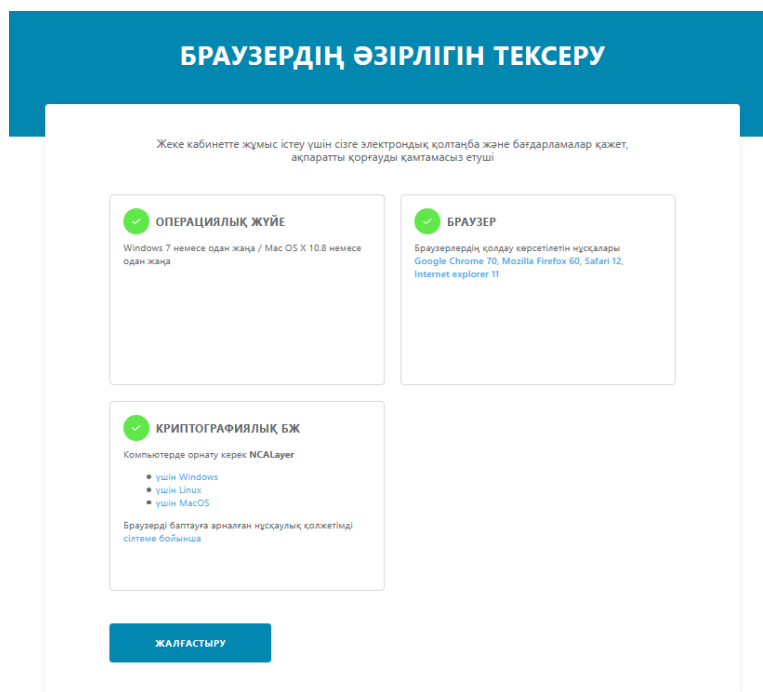 БРАУЗЕРДІҢ ӘЗІРЛІГІН ТЕКСЕРУ
Жеке кабинетте жұмыс істеу үшін сізге электрондық қолтаңба және бағдарламалар қажет,
ақпаратты қорғауды қамтамасыз етуші
ОПЕРАЦИЯЛЫҚ ЖҮЙЕ
Windows 7 немесе одан жаңа / Mac OS X 10.8 немесе
одан жаңа
БРАУЗЕР
Браузерлердің қолдау көрсетілетін нұсқалары
Google Chrome 70, Mozilla Firefox 60, Safari 12,
Internet explorer 11
КРИПТОГРАФИЯЛЫҚ БЖ
Компьютерде орнату керек NCALayer
үшін Windows
үшін Linux
үшін MacOS
Браузерді баптауға арналған нұсқаулық қолжетімді
сілтеме бойынша
ЖАЛҒАСТЫРУ